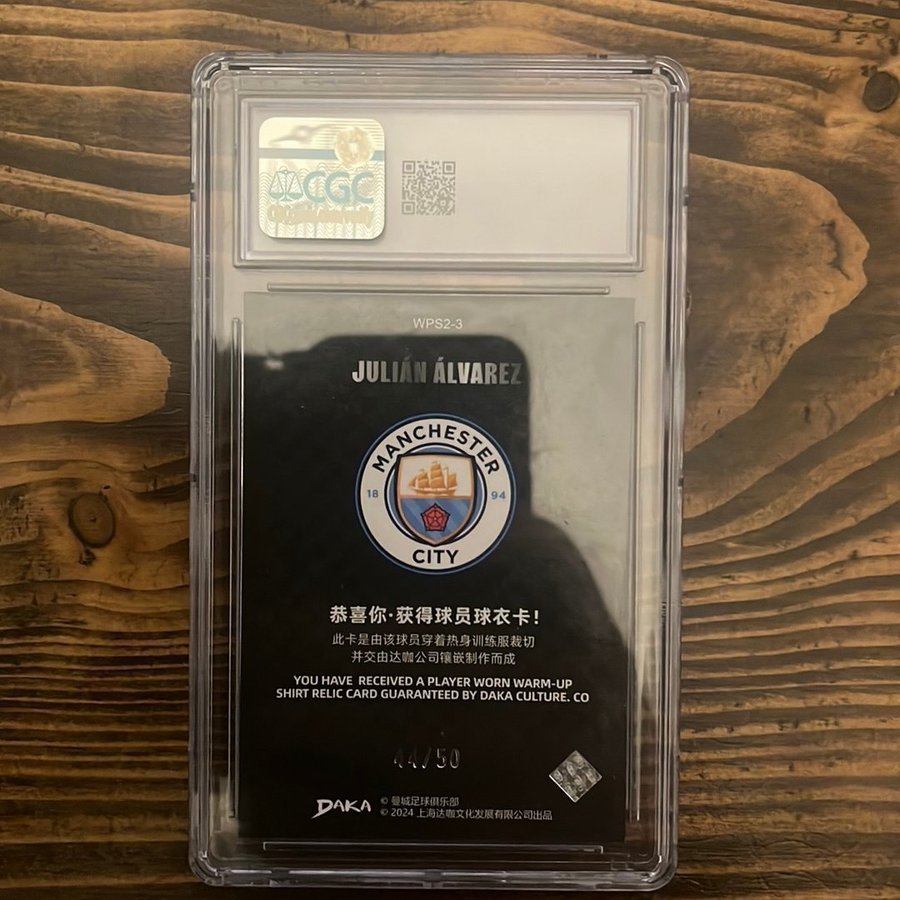 CGC
WPS2-3
JULIÁN ÁLVAREZ
MANCHESTER
18 94
CITY
恭喜你·获得球员球衣卡!
此卡是由该球员穿着热身训练服裁切
并交由达咖公司镶嵌制作而成
YOU HAVE RECEIVED A PLAYER WORN WARM-UP
SHIRT RELIC CARD GUARANTEED BY DAKA CULTURE. CO
44/50
DAKA
© 曼城足球俱乐部
© 2024 上海达咖文化发展有限公司出品